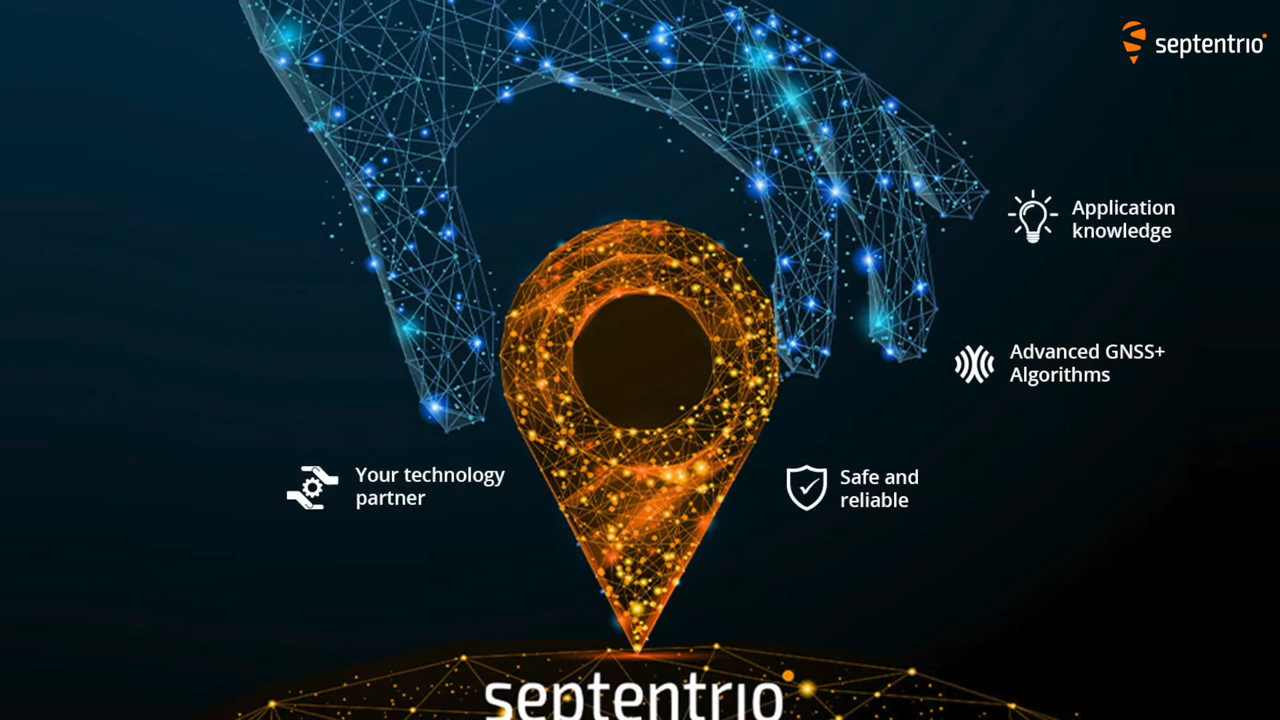 septentrio
Application
knowledge
Advanced GNSS+
Algorithms
Your technology
partner
Safe and
reliable
septentrio